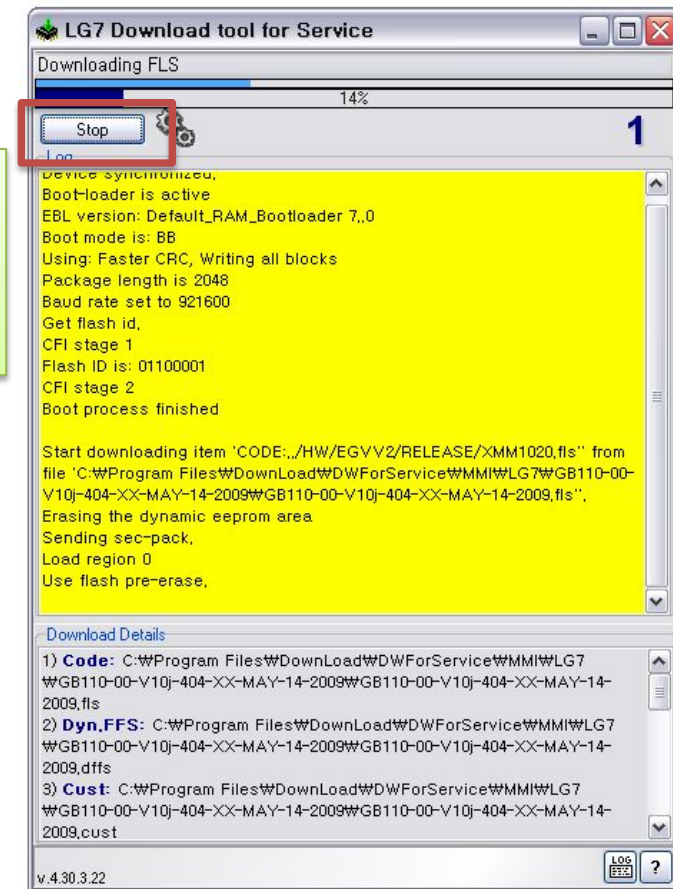 LG7 Download tool for Service
Downloading FLS
14%
Stop
1
Log
Device synchronized,
Boot-loader is active
EBL version: Default_RAM_Bootloader 7,,0
Boot mode is: BB
Using: Faster CRC, Writing all blocks
Package length is 2048
Baud rate set to 921600
Get flash id,
CFI stage 1
Flash ID is: 01100001
CFI stage 2
Boot process finished
Start downloading item 'CODE:,,/HW/EGVV2/RELEASE/XMM1020,fls'' from
file 'C:₩Program Files₩DownLoad₩DWForService₩MMI₩LG7₩GB110-00-
V10j-404-XX-MAY-14-2009₩GB110-00-V10j-404-XX-MAY-14-2009,fls'',
Erasing the dynamic eeprom area
Sending sec-pack,
Load region 0
Use flash pre-erase,
Download Details
1) Code: C:₩Program Files₩DownLoad₩DWForService₩MMI₩LG7
₩GB110-00-V10j-404-XX-MAY-14-2009₩GB110-00-V10j-404-XX-MAY-14-
2009,fls
2) Dyn,FFS: C:₩Program Files₩DownLoad₩DWForService₩MMI₩LG7
₩GB110-00-V10j-404-XX-MAY-14-2009₩GB110-00-V10j-404-XX-MAY-14-
2009,dffs
3) Cust: C:₩Program Files₩DownLoad₩DWForService₩MMI₩LG7
₩GB110-00-V10j-404-XX-MAY-14-2009₩GB110-00-V10j-404-XX-MAY-14-
2009,cust
v.4.30.3.22
LOG
?